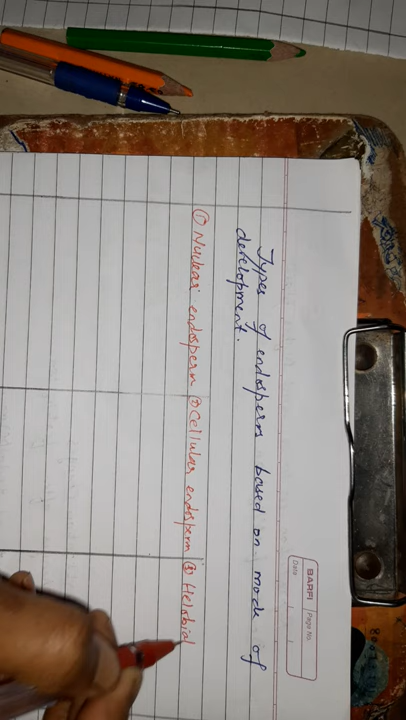 BARFI Page No.
Date
Types of endosperm based on mode of
development.
① Nuclear endosperm ② Cellular endosperm ③ Helobial